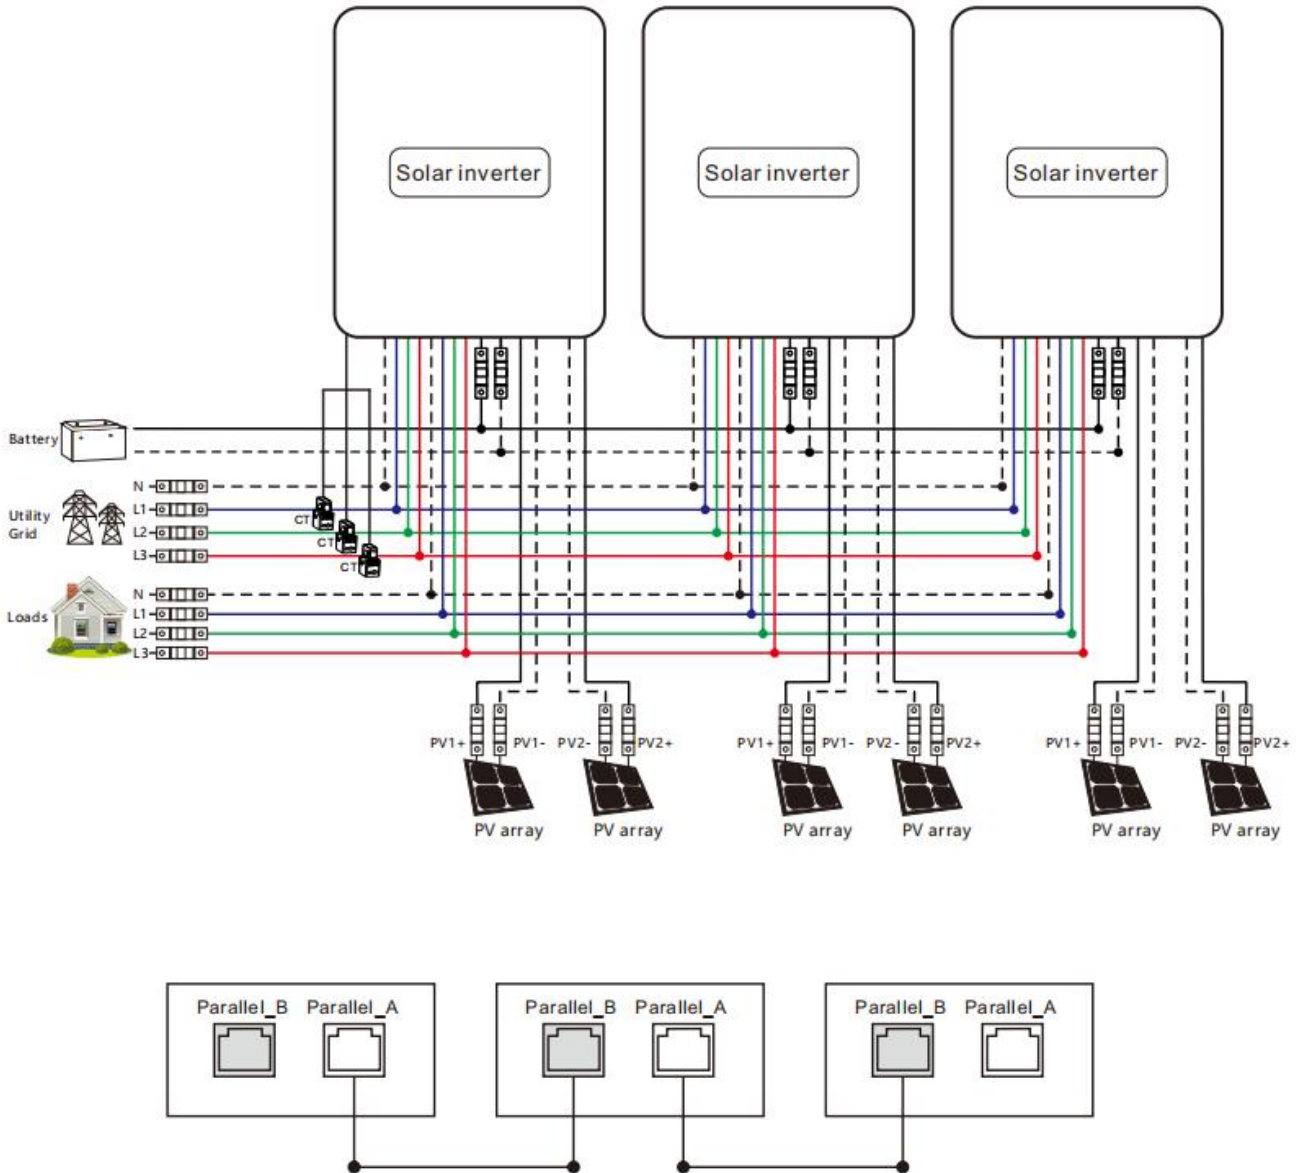 Solar inverter Solar inverter Solar inverter
Battery
+ -
N
Utility
Grid
L1
CT
L2
CT
L3
CT
N
Loads
L1
L2
L3
PV1+ PV1- PV2- PV2+ PV1+ PV1- PV2- PV2+ PV1+ PV1- PV2- PV2+
PV array PV array PV array PV array PV array PV array
Parallel_B Parallel_A Parallel_B Parallel_A Parallel_B Parallel_A